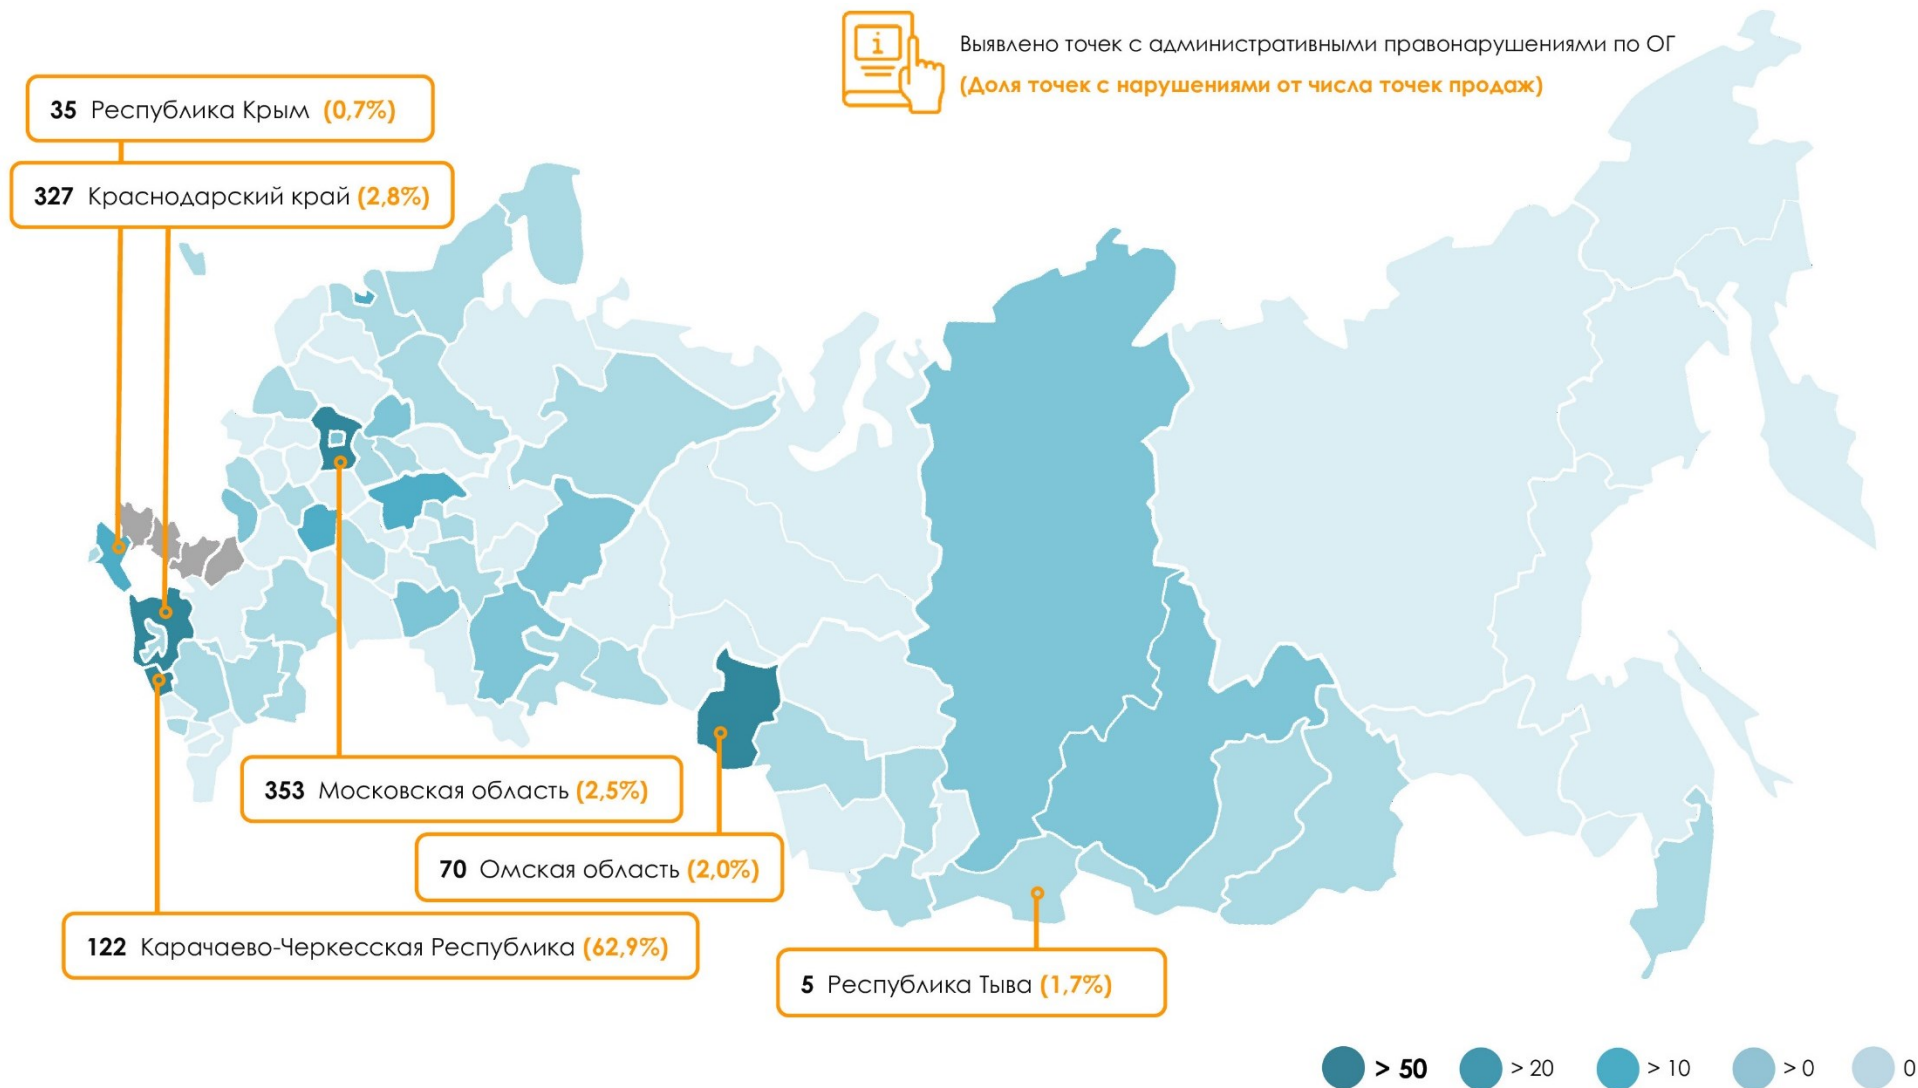 i
Выявлено точек с административными правонарушениями по ОГ
(Доля точек с нарушениями от числа точек продаж)
35 Республика Крым (0,7%)
327 Краснодарский край (2,8%)
353 Московская область (2,5%)
70 Омская область (2,0%)
122 Карачаево-Черкесская Республика (62,9%)
5 Республика Тыва (1,7%)
> 50 > 20 > 10 > 0 0